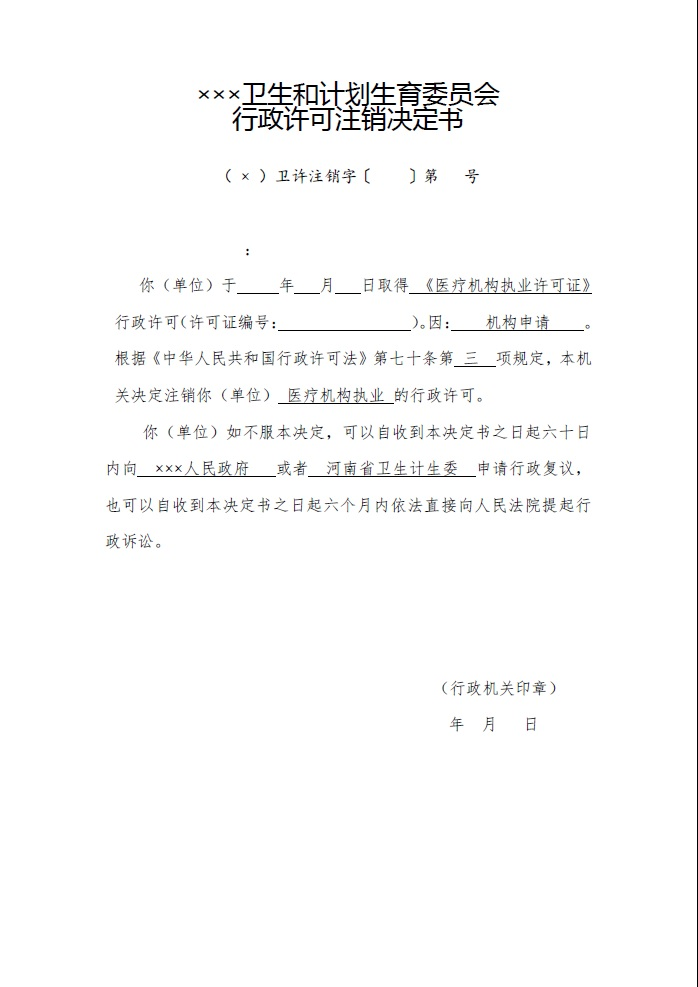 ×××卫生和计划生育委员会
行政许可注销决定书
（ × ）卫许注销字〔    〕第  号
：
你（单位）于_____年___月___日取得 《医疗机构执业许可证》
行政许可（许可证编号：_______________）。因：  机构申请  。
根据《中华人民共和国行政许可法》第七十条第 三 项规定，本机
关决定注销你（单位） 医疗机构执业 的行政许可。
你（单位）如不服本决定，可以自收到本决定书之日起六十日
内向 ×××人民政府 或者 河南省卫生计生委 申请行政复议，
也可以自收到本决定书之日起六个月内依法直接向人民法院提起行
政诉讼。
（行政机关印章）
年 月  日